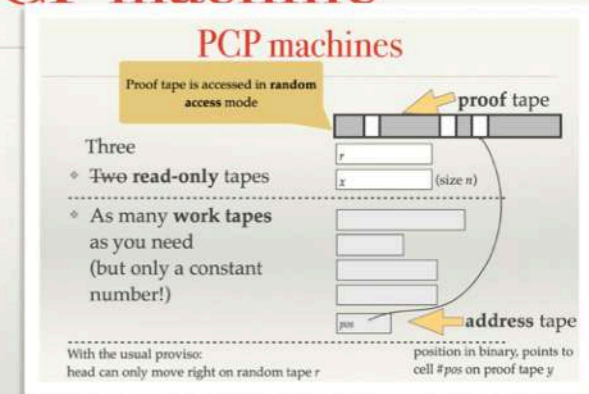 PCP machines
Proof tape is accessed in random
access mode
proof tape
Three
r
Two read-only tapes
x
(size n)
As many work tapes
as you need
(but only a constant
number!)
pos
address tape
With the usual proviso:
head can only move right on random tape r
position in binary, points to
cell #pos on proof tape y